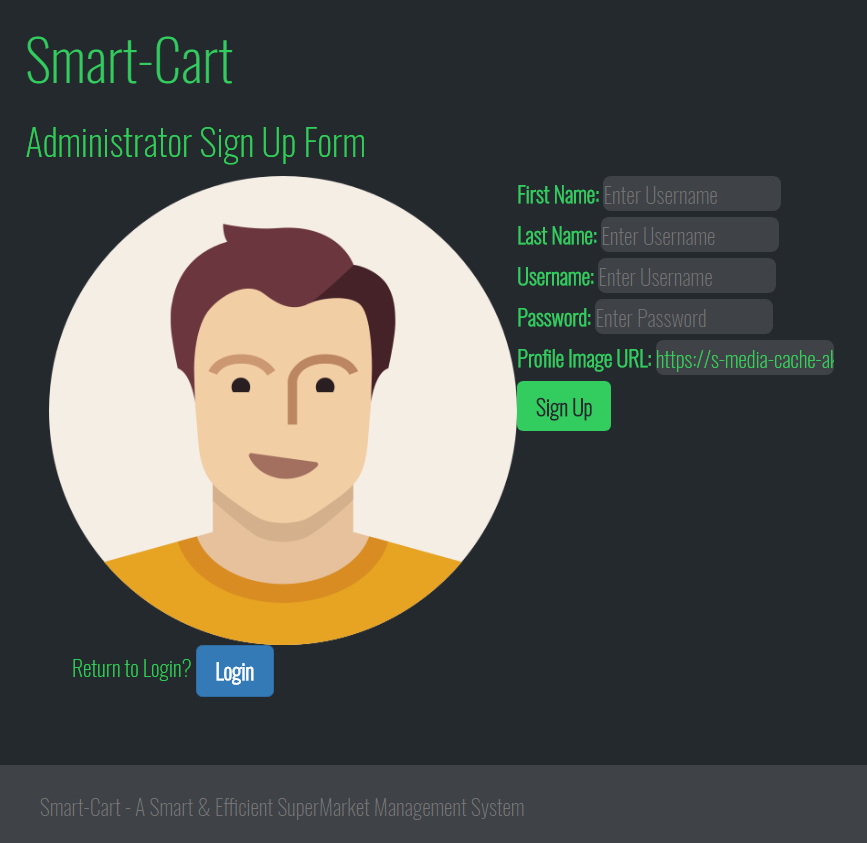 Smart-Cart
Administrator Sign Up Form
First Name: Enter Username
Last Name: Enter Username
Username: Enter Username
Password: Enter Password
Profile Image URL: https://s-media-cache-ak
Sign Up
Return to Login? Login
Smart-Cart - A Smart & Efficient SuperMarket Management System